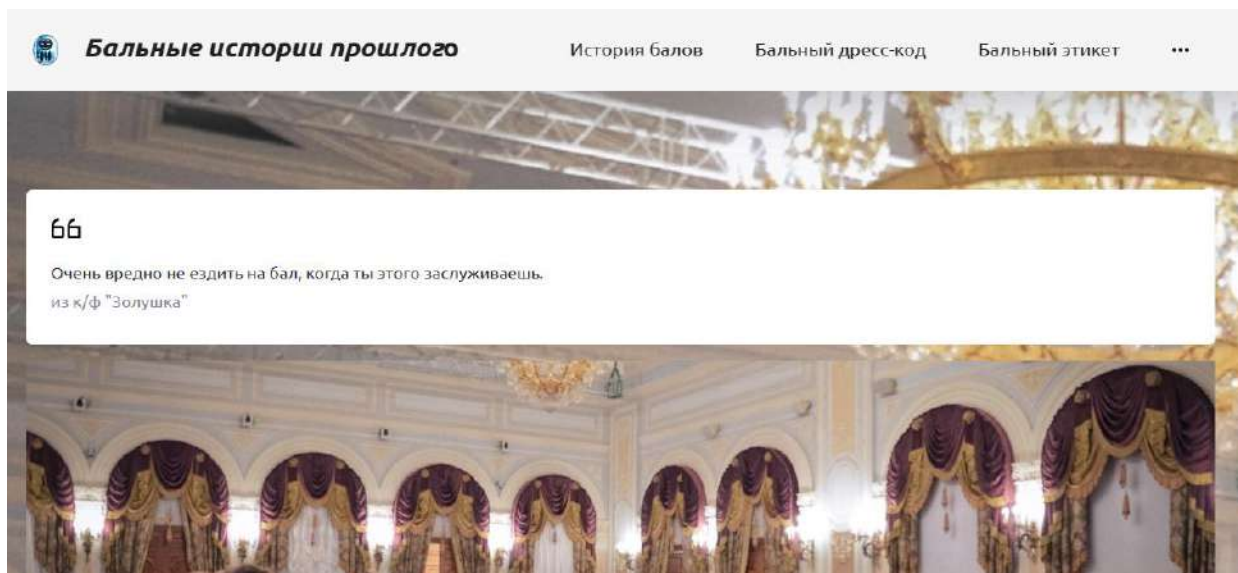 Бальные истории прошлого
История балов
Бальный дресс-код
Бальный этикет
Очень вредно не ездить на бал, когда ты этого заслуживаешь.
из к/ф "Золушка"